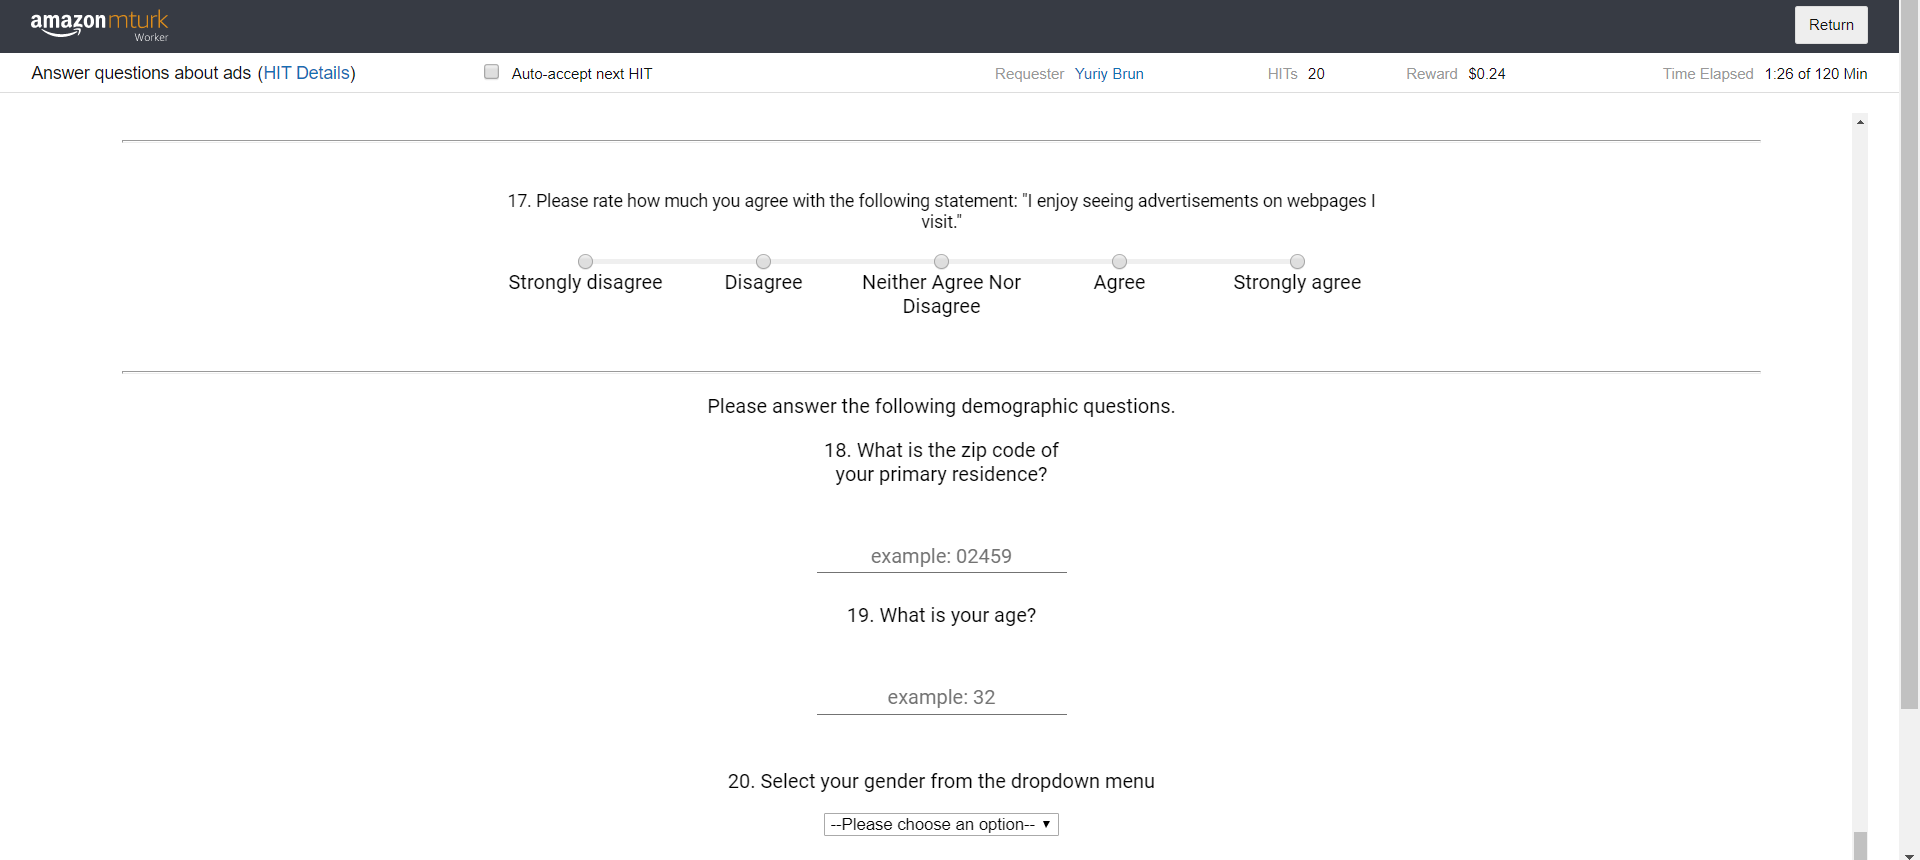 amazonmturk
Worker
Return
Answer questions about ads (HIT Details)
Auto-accept next HIT
Requester Yuriy Brun
HITs 20
Reward $0.24
Time Elapsed 1:26 of 120 Min
17. Please rate how much you agree with the following statement: "I enjoy seeing advertisements on webpages I
visit."
Strongly disagree
Disagree
Neither Agree Nor
Disagree
Agree
Strongly agree
Please answer the following demographic questions.
18. What is the zip code of
your primary residence?
example: 02459
19. What is your age?
example: 32
20. Select your gender from the dropdown menu
--Please choose an option--